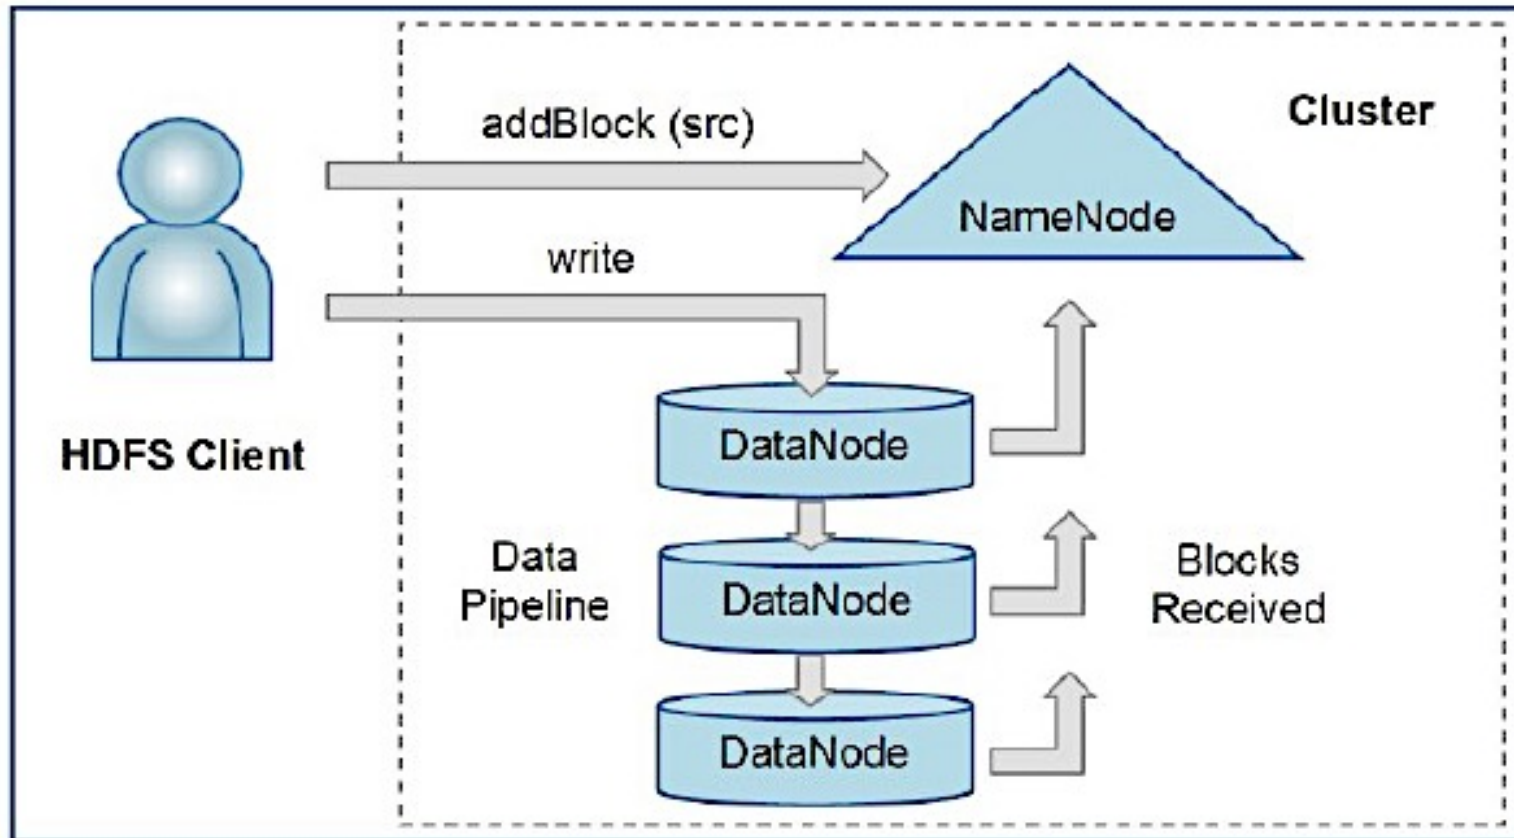 addBlock (src)
Cluster
NameNode
write
HDFS Client
DataNode
Data
Pipeline
DataNode
Blocks
Received
DataNode